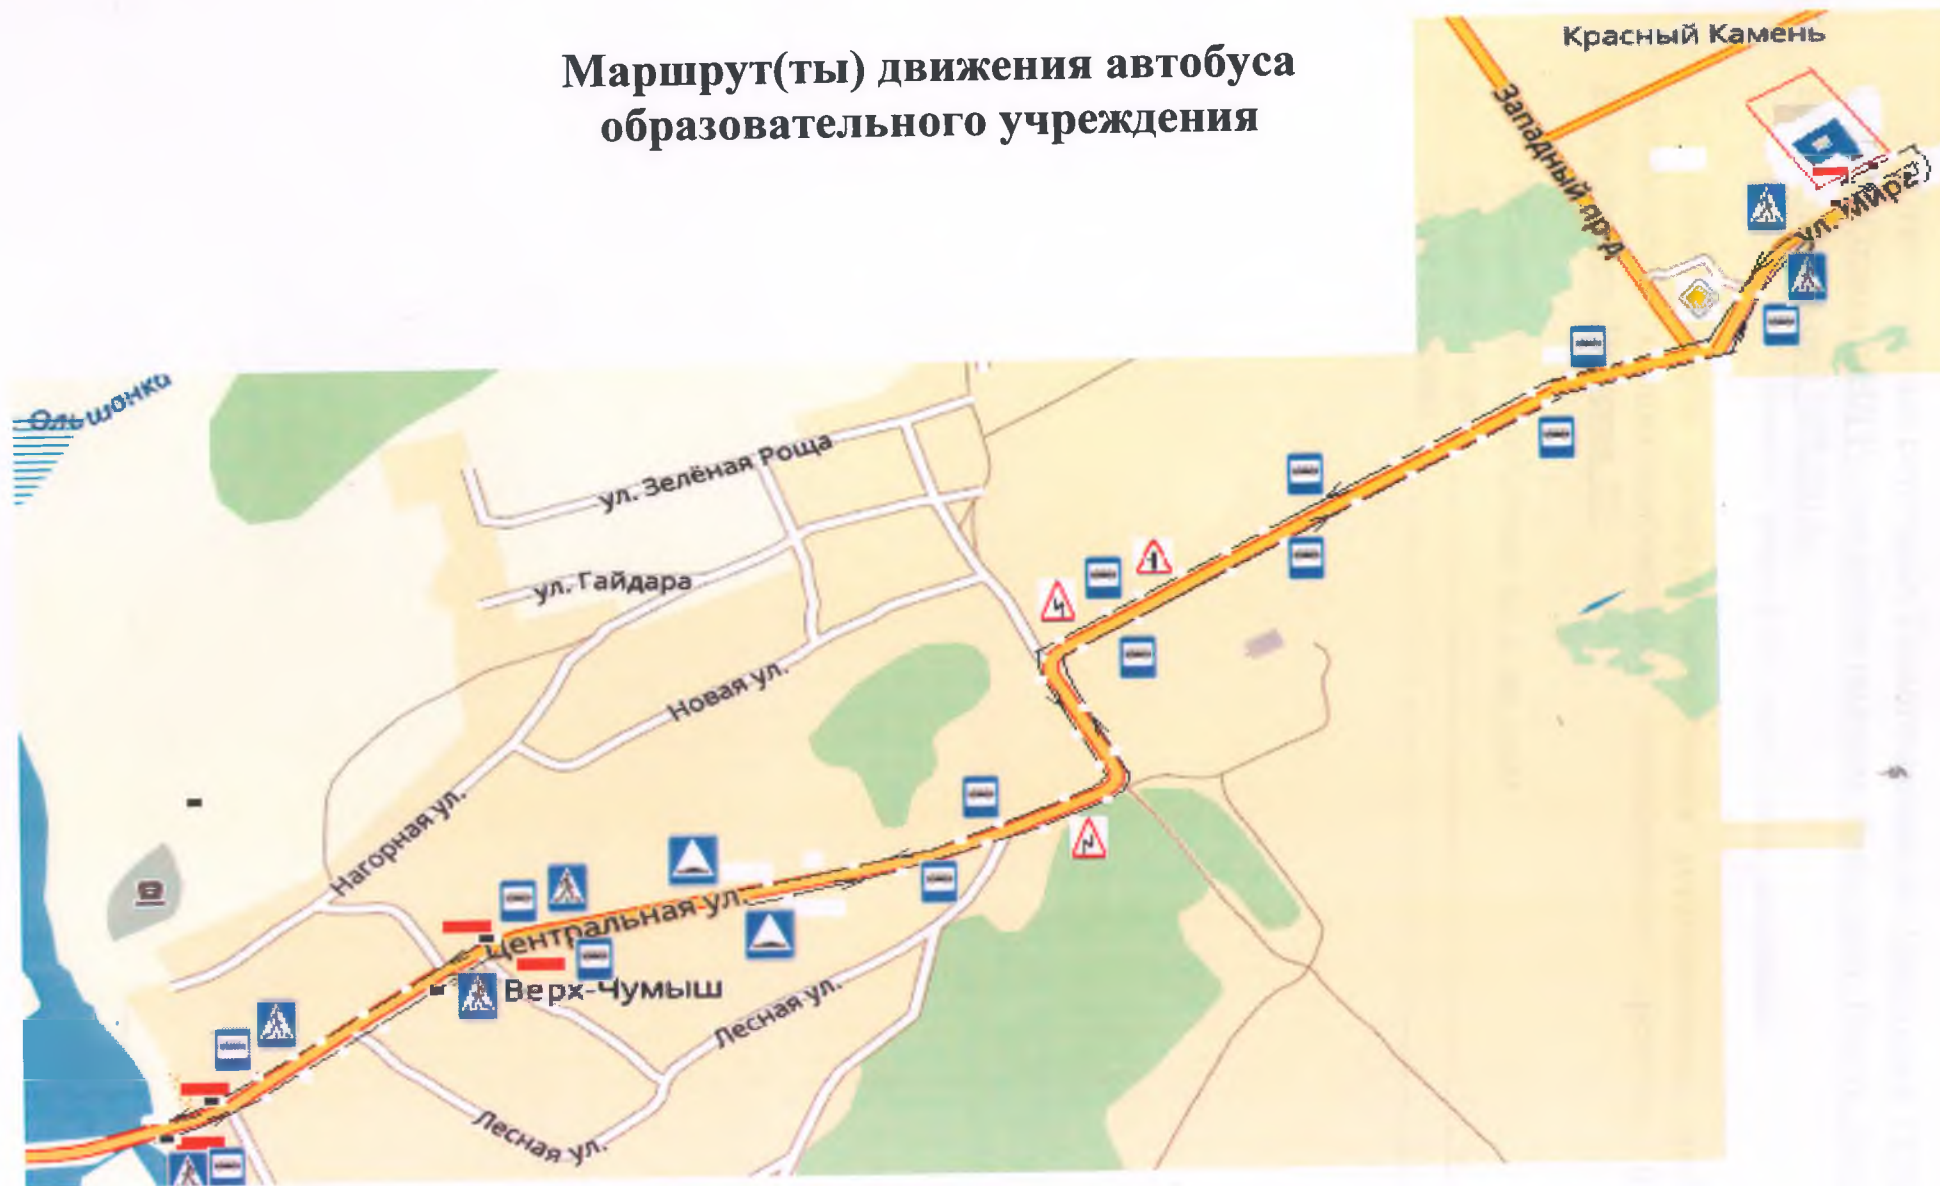 Маршрут(ты) движения автобуса
образовательного учреждения
Красный Камень
Западный пр-д
ул. Мира
Ольшонка
ул. Зелёная Роща
ул. Гайдара
Новая ул.
Нагорная ул.
Центральная ул.
Верх-Чумыш
Лесная ул.
Лесная ул.